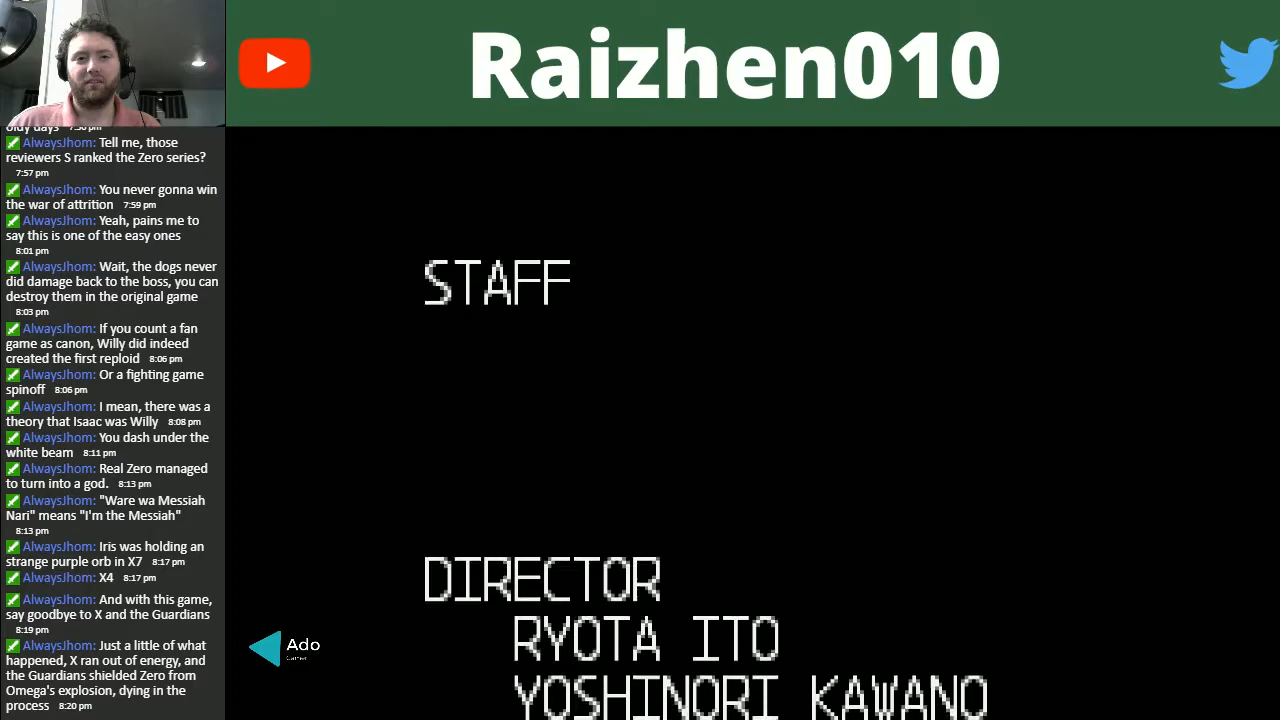 Raizhen010
oldy days 7:56 pm
AlwaysJhom: Tell me, those
reviewers S ranked the Zero series?
7:57 pm
AlwaysJhom: You never gonna win
the war of attrition 7:59 pm
AlwaysJhom: Yeah, pains me to
say this is one of the easy ones
8:01 pm
AlwaysJhom: Wait, the dogs never
did damage back to the boss, you can
destroy them in the original game
8:03 pm
AlwaysJhom: If you count a fan
game as canon, Willy did indeed
created the first reploid 8:06 pm
AlwaysJhom: Or a fighting game
spinoff 8:06 pm
AlwaysJhom: I mean, there was a
theory that Isaac was Willy 8:08 pm
AlwaysJhom: You dash under the
white beam 8:11 pm
AlwaysJhom: Real Zero managed
to turn into a god. 8:13 pm
AlwaysJhom: "Ware wa Messiah
Nari" means "I'm the Messiah"
8:13 pm
AlwaysJhom: Iris was holding an
strange purple orb in X7 8:17 pm
AlwaysJhom: X4 8:17 pm
AlwaysJhom: And with this game,
say goodbye to X and the Guardians
8:19 pm
AlwaysJhom: Just a little of what
happened, X ran out of energy, and
the Guardians shielded Zero from
Omega's explosion, dying in the
process 8:20 pm
STAFF
DIRECTOR
RYOTA ITO
YOSHINORI KAWANO
Ado